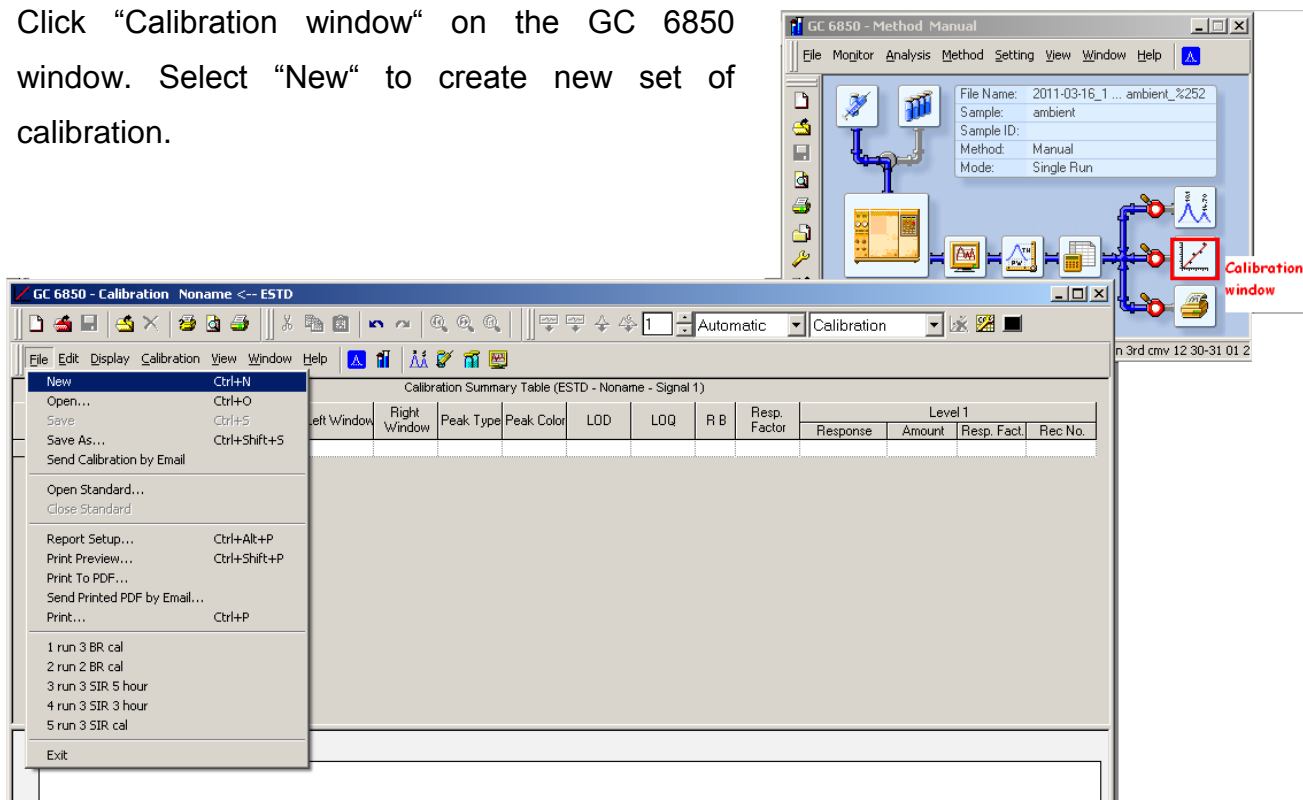 Click “Calibration window“ on the GC 6850
window. Select “New“ to create new set of
calibration.
GC 6850 - Method Manual
File Monitor Analysis Method Setting View Window Help
File Name: 2011-03-16_1 ... ambient_%252
Sample: ambient
Sample ID:
Method: Manual
Mode: Single Run
Calibration
window
n 3rd cmv 12 30-31 01 2
GC 6850 - Calibration Noname <-- ESTD
1 Automatic Calibration
File Edit Display Calibration View Window Help
Calibration Summary Table (ESTD - Noname - Signal 1)
Left Window Right Window Peak Type Peak Color LOD LOQ R B Resp. Factor Level 1
Response Amount Resp. Fact. Rec No.
New Ctrl+N
Open... Ctrl+O
Save Ctrl+S
Save As... Ctrl+Shift+S
Send Calibration by Email
Open Standard...
Close Standard
Report Setup... Ctrl+Alt+P
Print Preview... Ctrl+Shift+P
Print To PDF...
Send Printed PDF by Email...
Print... Ctrl+P
1 run 3 BR cal
2 run 2 BR cal
3 run 3 SIR 5 hour
4 run 3 SIR 3 hour
5 run 3 SIR cal
Exit